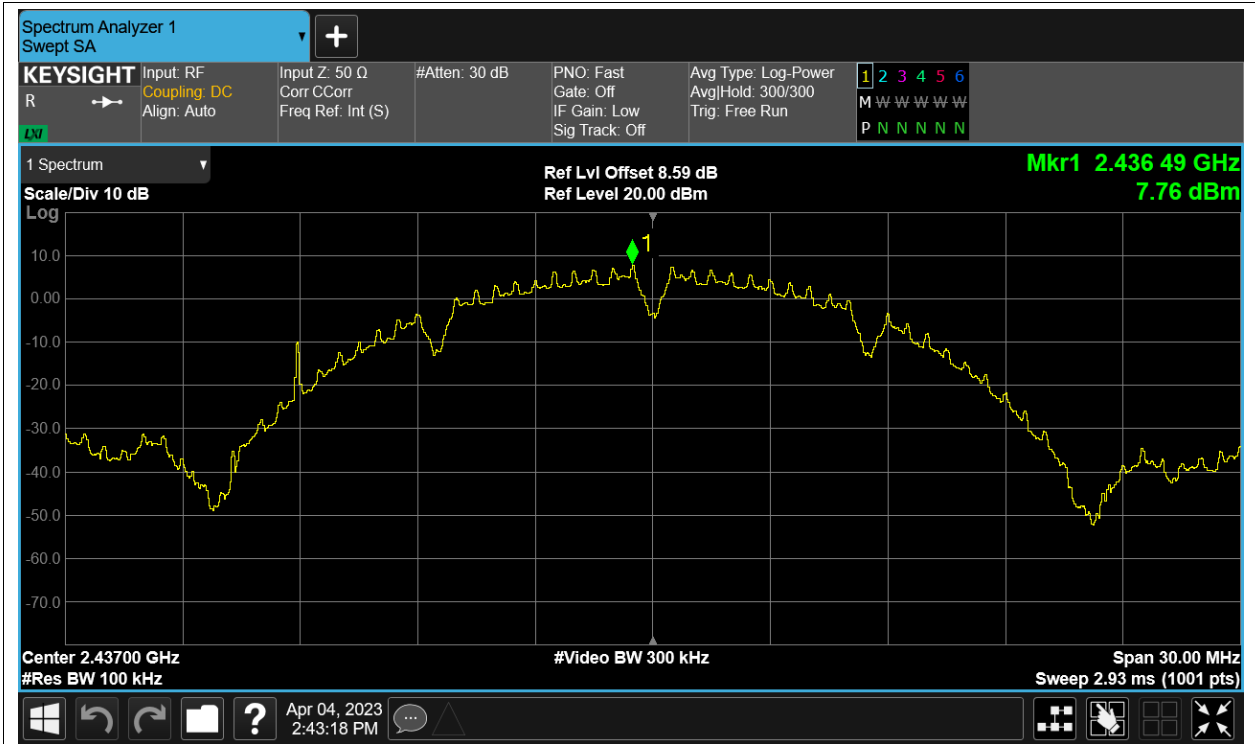 Spectrum Analyzer 1
Swept SA
KEYSIGHT
R
LXI
Input: RF
Coupling: DC
Align: Auto
Input Z: 50 Ω
Corr CCorr
Freq Ref: Int (S)
#Atten: 30 dB
PNO: Fast
Gate: Off
IF Gain: Low
Sig Track: Off
Avg Type: Log-Power
Avg|Hold: 300/300
Trig: Free Run
1 2 3 4 5 6
M W W W W W
P N N N N N
1 Spectrum
Scale/Div 10 dB
Log
Ref Lvl Offset 8.59 dB
Ref Level 20.00 dBm
Mkr1 2.436 49 GHz
7.76 dBm
1
10.0
0.00
-10.0
-20.0
-30.0
-40.0
-50.0
-60.0
-70.0
Center 2.43700 GHz
#Res BW 100 kHz
#Video BW 300 kHz
Span 30.00 MHz
Sweep 2.93 ms (1001 pts)
?
Apr 04, 2023
2:43:18 PM